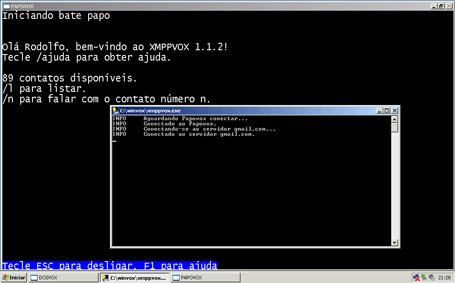 PAPOVOX
Iniciando bate papo
Olá Rodolfo, bem-vindo ao XMPPVOX 1.1.2!
Tecle /ajuda para obter ajuda.
89 contatos disponíveis.
/l para listar.
/n para falar com o contato número n.
C:\winvox\xmppvox.exe
INFO Aguardando Papovox conectar...
INFO Conectado ao Papovox.
INFO Conectando-se ao servidor gmail.com...
INFO Conectado ao servidor gmail.com.
Tecle ESC para desligar, F1 para ajuda
Iniciar DOSVOX C:\winvox\xmppvox.... PAPOVOX 21:28